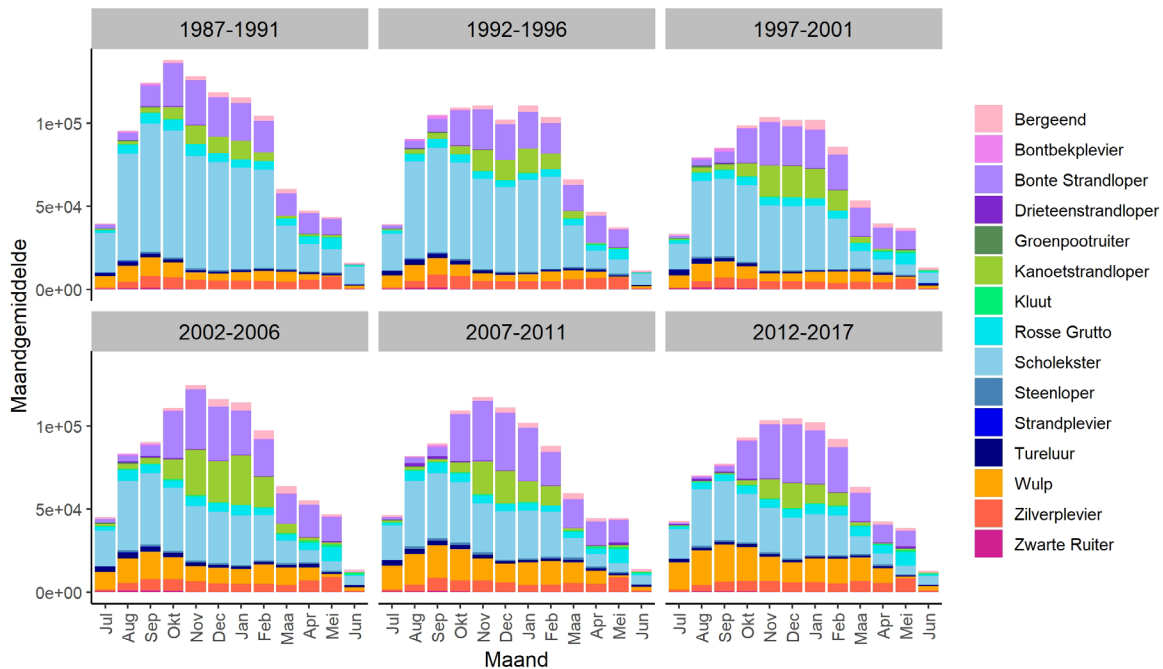 1987-1991
1992-1996
1997-2001
1e+05
5e+04
0e+00
2002-2006
2007-2011
2012-2017
1e+05
5e+04
0e+00
Jul Aug Sep Okt Nov Dec Jan Feb Maa Apr Mei Jun
Jul Aug Sep Okt Nov Dec Jan Feb Maa Apr Mei Jun
Jul Aug Sep Okt Nov Dec Jan Feb Maa Apr Mei Jun
Maand
Maandgemiddelde
Bergeend
Bontbekplevier
Bonte Strandloper
Drieteenstrandloper
Groenpootruiter
Kanoetstrandloper
Kluut
Rosse Grutto
Scholekster
Steenloper
Strandplevier
Tureluur
Wulp
Zilverplevier
Zwarte Ruiter